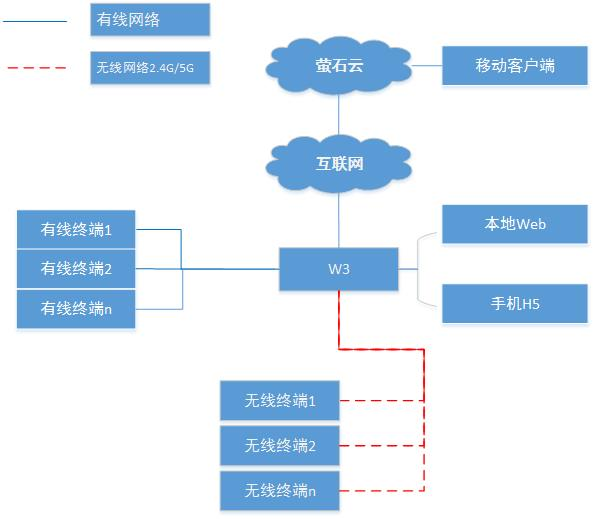 有线网络
无线网络2.4G/5G
萤石云
移动客户端
互联网
有线终端1
有线终端2
有线终端n
W3
本地Web
手机H5
无线终端1
无线终端2
无线终端n